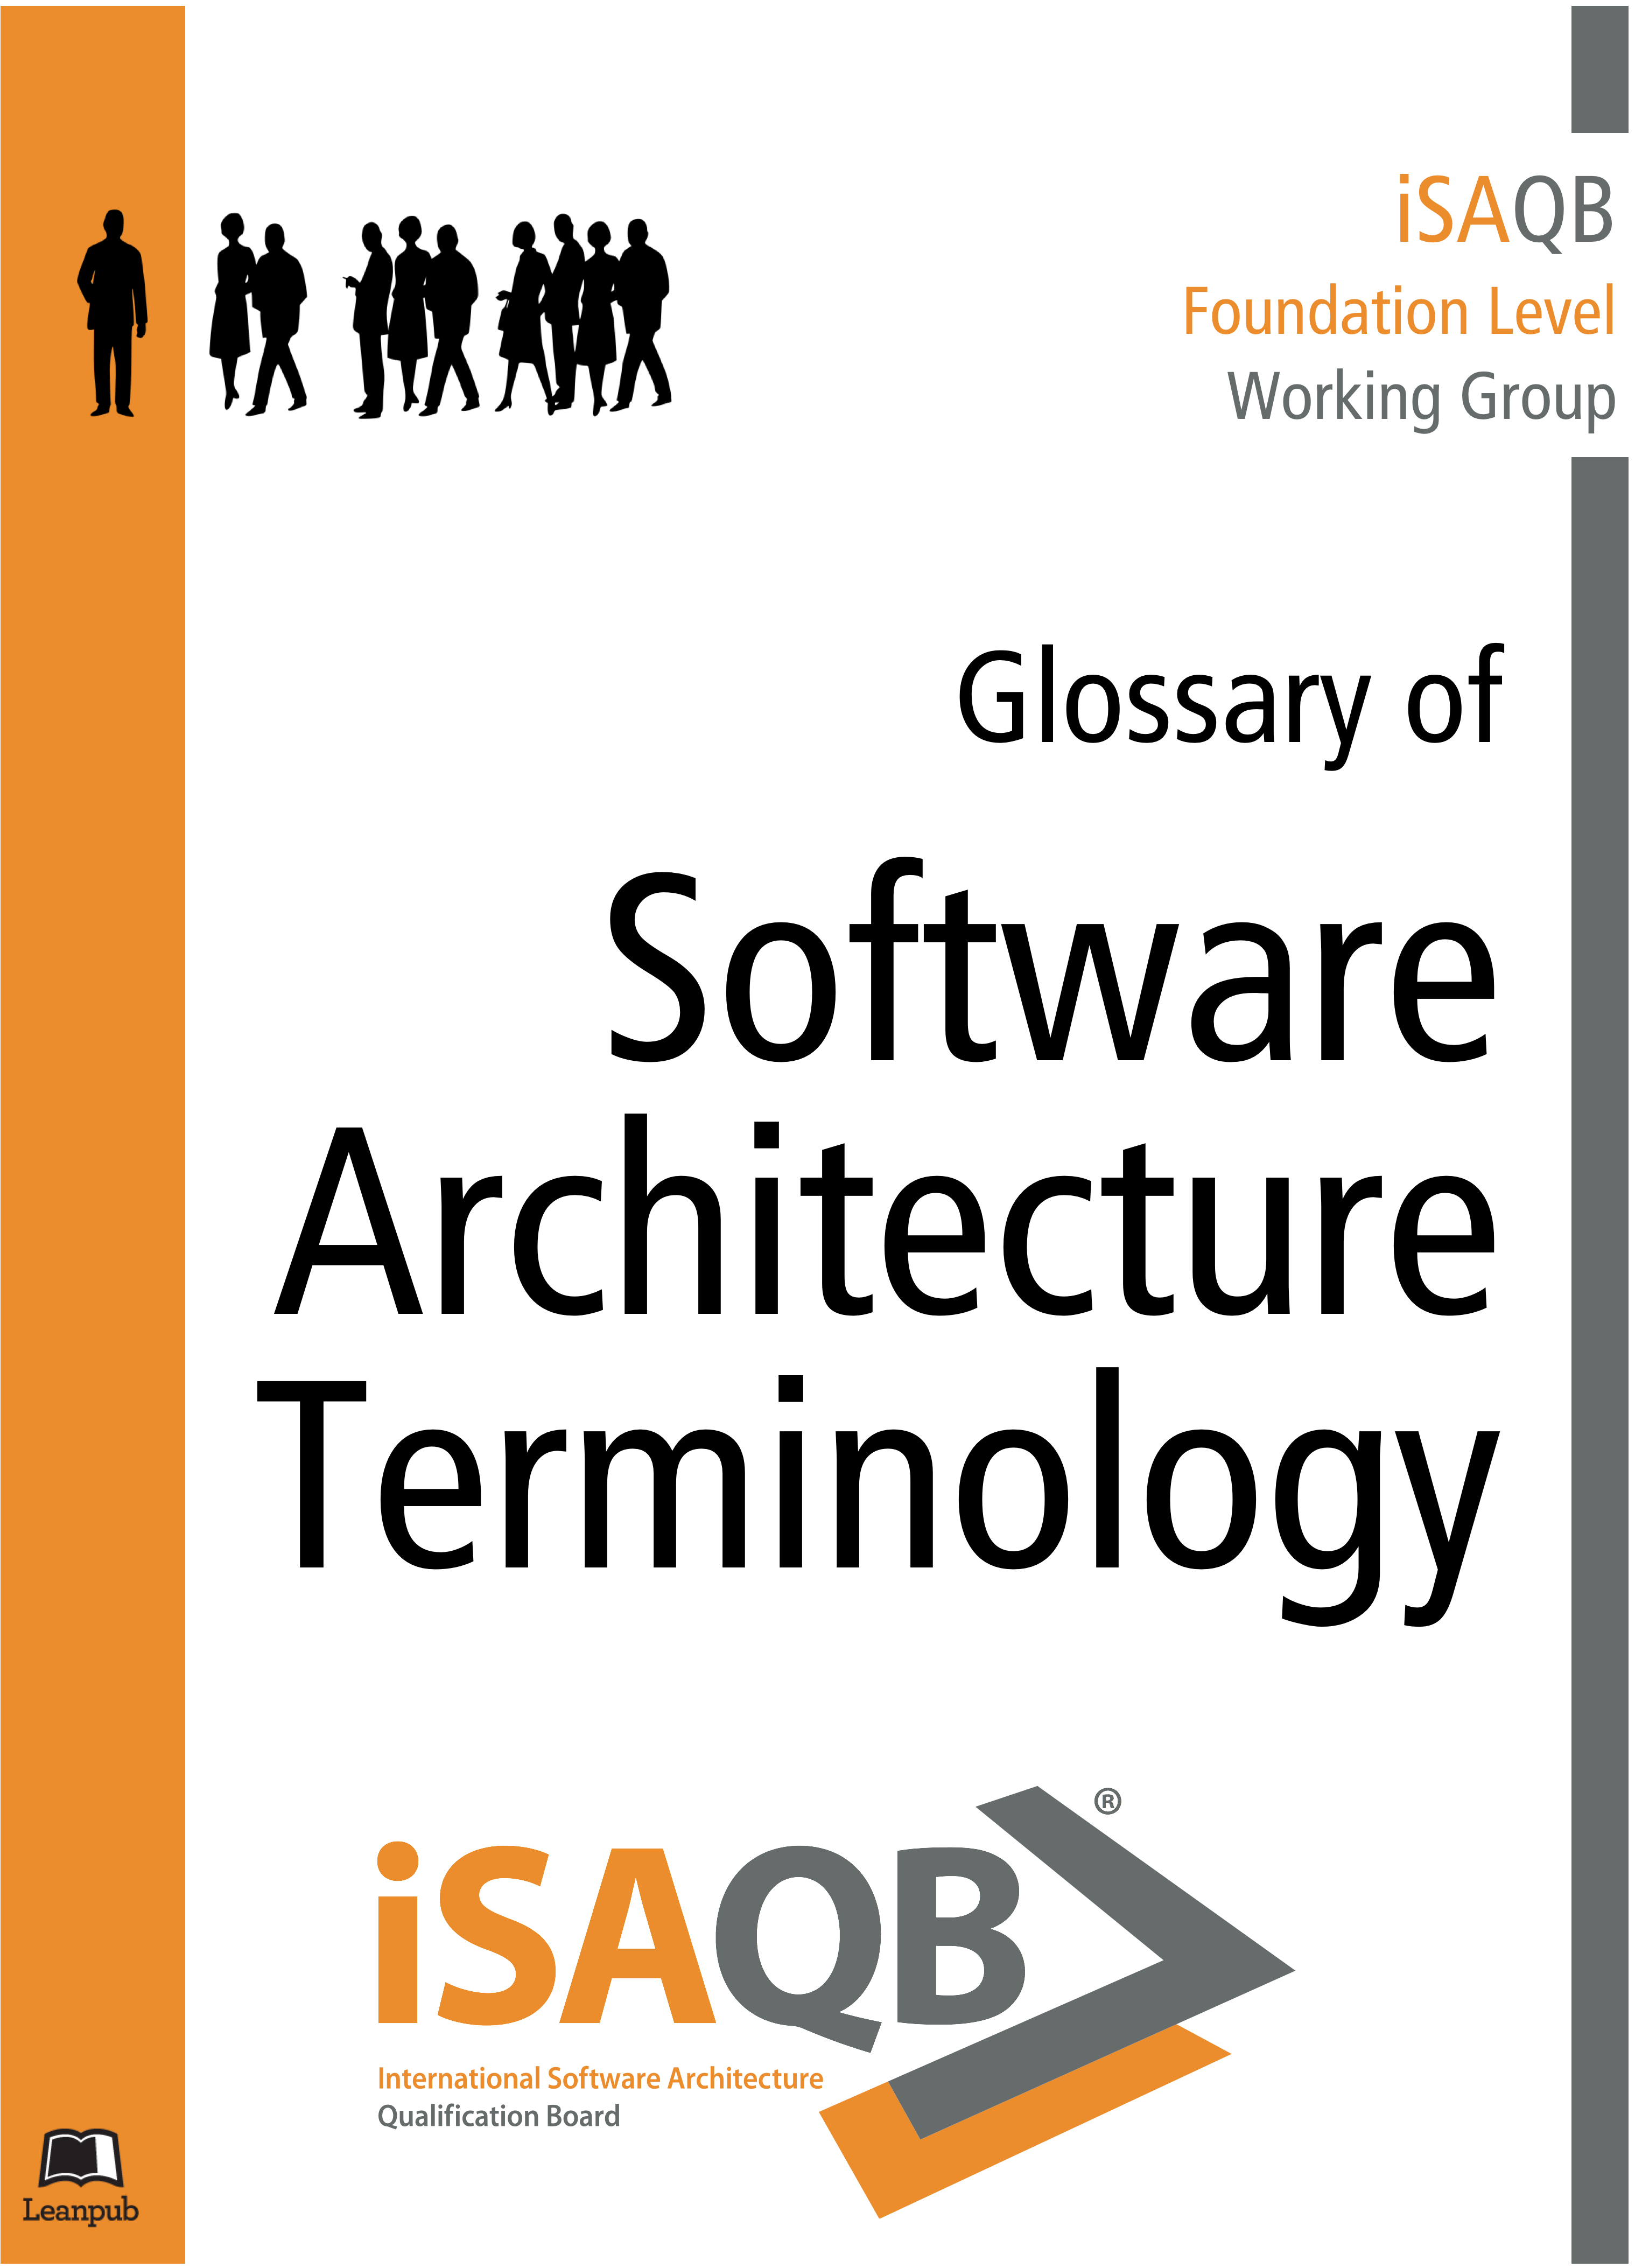 iSAQB
Foundation Level
Working Group
Glossary of
Software
Architecture
Terminology
®
iSAQB
International Software Architecture
Qualification Board
Leanpub